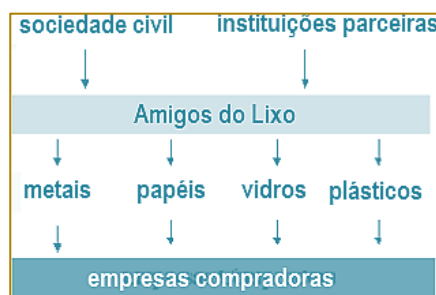 sociedade civil instituições parceiras
Amigos do Lixo
metais papéis vidros plásticos
empresas compradoras